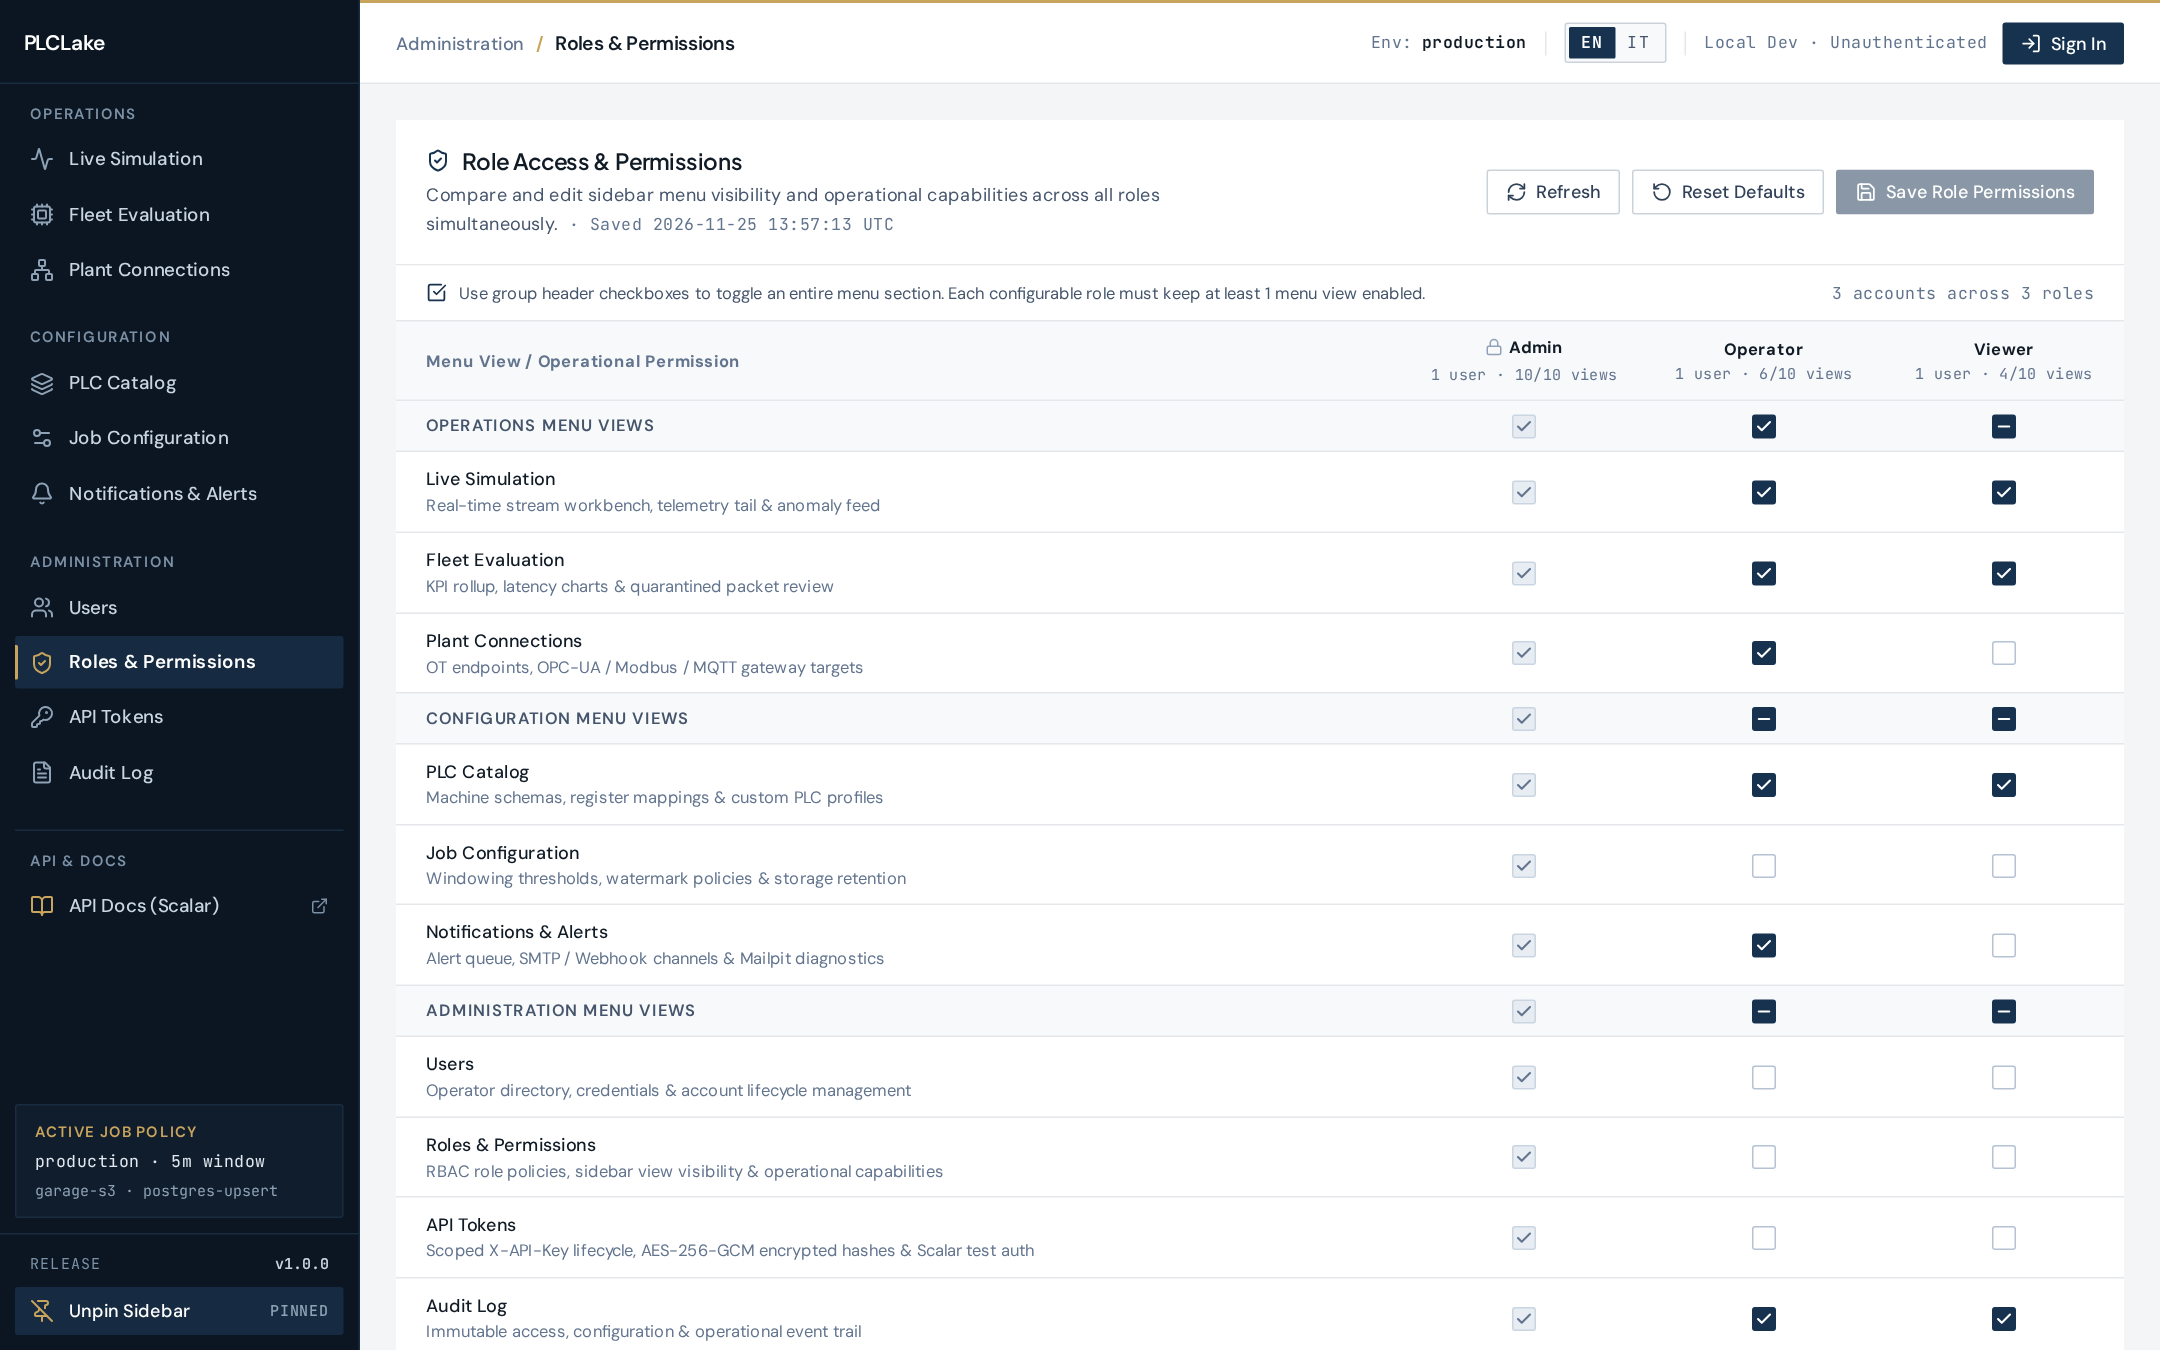 PLCLake
OPERATIONS
Live Simulation
Fleet Evaluation
Plant Connections
CONFIGURATION
PLC Catalog
Job Configuration
Notifications & Alerts
ADMINISTRATION
Users
Roles & Permissions
API Tokens
Audit Log
API & DOCS
API Docs (Scalar)
ACTIVE JOB POLICY
production · 5m window
garage-s3 · postgres-upsert
RELEASE v1.0.0
Unpin Sidebar PINNED
Administration / Roles & Permissions
Env: production EN IT Local Dev · Unauthenticated Sign In
Role Access & Permissions
Compare and edit sidebar menu visibility and operational capabilities across all roles
simultaneously. · Saved 2026-11-25 13:57:13 UTC
Refresh Reset Defaults Save Role Permissions
Use group header checkboxes to toggle an entire menu section. Each configurable role must keep at least 1 menu view enabled.
3 accounts across 3 roles
Menu View / Operational Permission
Admin
1 user · 10/10 views
Operator
1 user · 6/10 views
Viewer
1 user · 4/10 views
OPERATIONS MENU VIEWS
Live Simulation
Real-time stream workbench, telemetry tail & anomaly feed
Fleet Evaluation
KPI rollup, latency charts & quarantined packet review
Plant Connections
OT endpoints, OPC-UA / Modbus / MQTT gateway targets
CONFIGURATION MENU VIEWS
PLC Catalog
Machine schemas, register mappings & custom PLC profiles
Job Configuration
Windowing thresholds, watermark policies & storage retention
Notifications & Alerts
Alert queue, SMTP / Webhook channels & Mailpit diagnostics
ADMINISTRATION MENU VIEWS
Users
Operator directory, credentials & account lifecycle management
Roles & Permissions
RBAC role policies, sidebar view visibility & operational capabilities
API Tokens
Scoped X-API-Key lifecycle, AES-256-GCM encrypted hashes & Scalar test auth
Audit Log
Immutable access, configuration & operational event trail